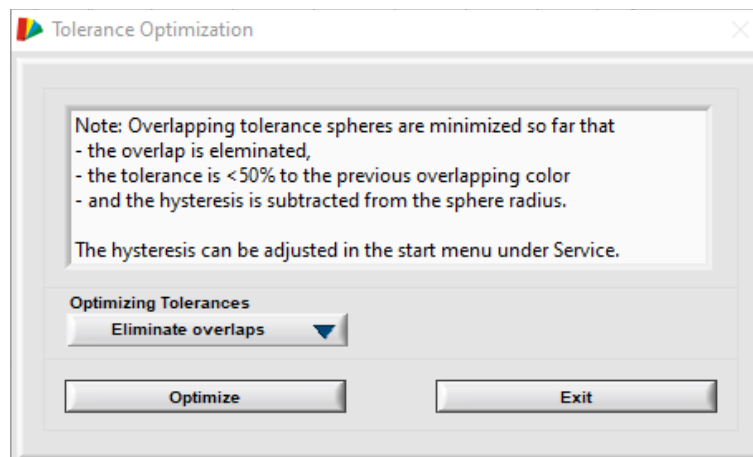 Tolerance Optimization
Note: Overlapping tolerance spheres are minimized so far that
- the overlap is eleminated,
- the tolerance is <50% to the previous overlapping color
- and the hysteresis is subtracted from the sphere radius.
The hysteresis can be adjusted in the start menu under Service.
Optimizing Tolerances
Eliminate overlaps
Optimize
Exit